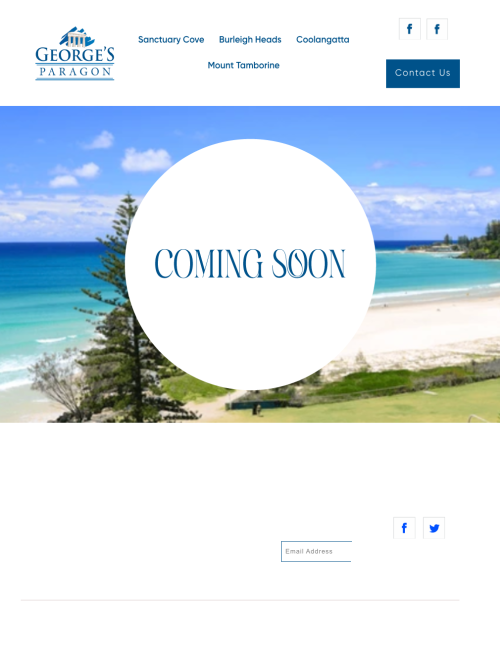 GEORGE'S
PARAGON
Sanctuary Cove Burleigh Heads Coolangatta
Mount Tamborine
Contact Us
COMING SOON
Email Address